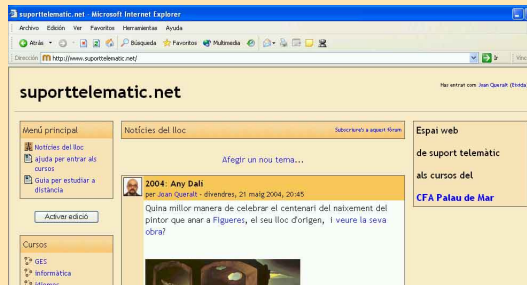 suporttelematic.net - Microsoft Internet Explorer
Archivo Edición Ver Favoritos Herramientas Ayuda
Atrás Búsqueda Favoritos Multimedia
Dirección http://www.suporttelematic.net/ Ir
suporttelematic.net
Has entrat com Joan Queralt
Menú principal
Notícies del lloc
ajuda per entrar als cursos
Guia per estudiar a distància
Activar edició
Cursos
GES
informàtica
idiomes
Notícies del lloc
Subscriure's a aquest fòrum
Afegir un nou tema...
2004: Any Dalí
per Joan Queralt - divendres, 21 maig 2004, 20:45
Quina millor manera de celebrar el centenari del naixement del
pintor que anar a Figueres, el seu lloc d'origen, i veure la seva
obra?
Espai web
de suport telemàtic
als cursos del
CFA Palau de Mar